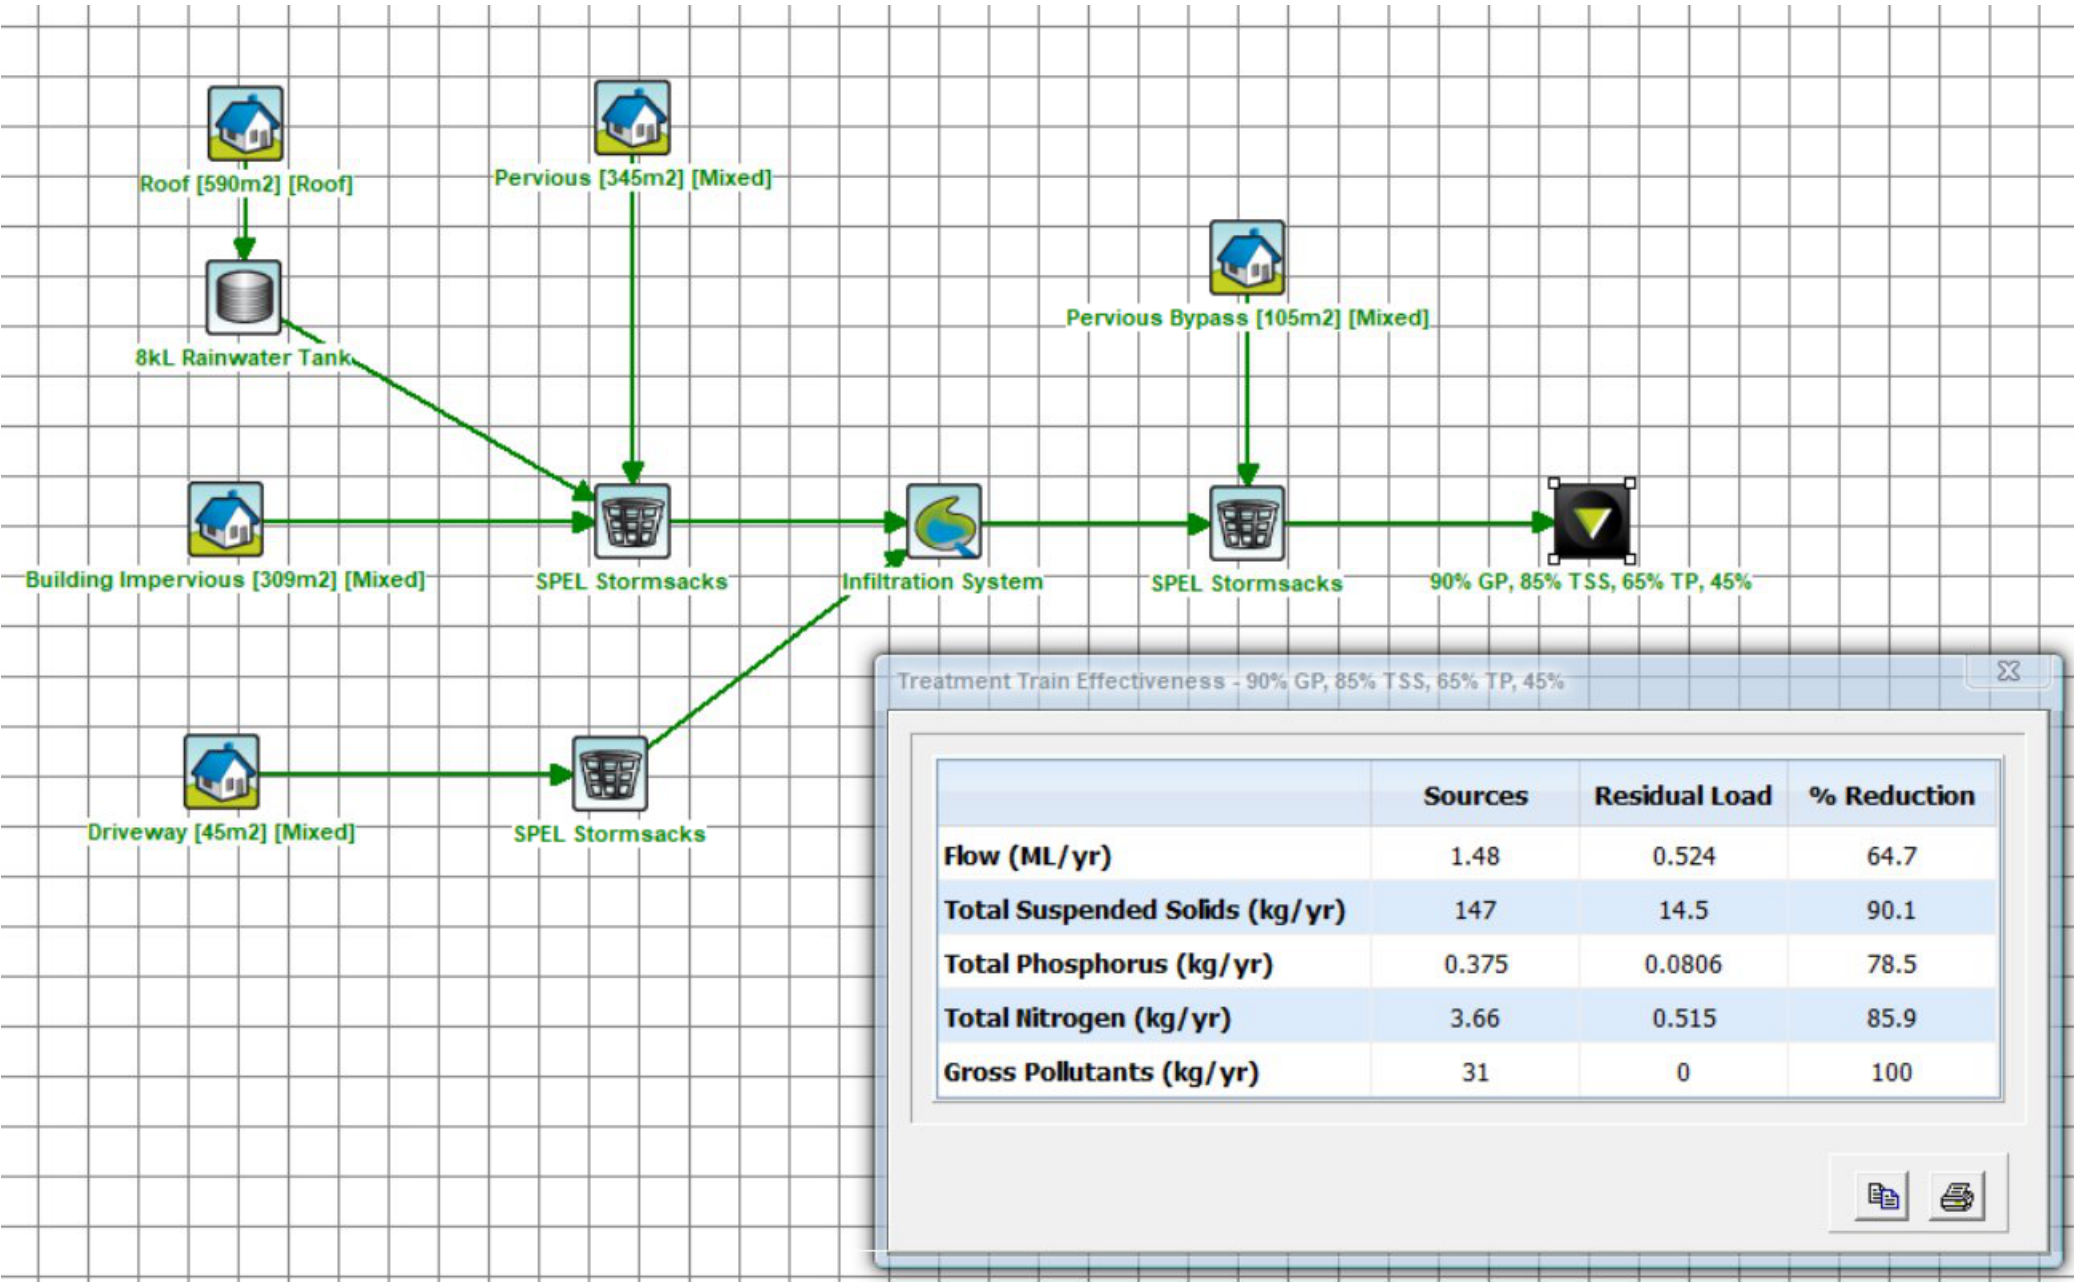 Roof [590m2] [Roof]
Pervious [345m2] [Mixed]
Pervious Bypass [105m2] [Mixed]
8kL Rainwater Tank
Building Impervious [309m2] [Mixed]
SPEL Stormsacks
Infiltration System
SPEL Stormsacks
90% GP, 85% TSS, 65% TP, 45%
Driveway [45m2] [Mixed]
SPEL Stormsacks
Treatment Train Effectiveness - 90% GP, 85% TSS, 65% TP, 45%
Sources Residual Load % Reduction
Flow (ML/yr) 1.48 0.524 64.7
Total Suspended Solids (kg/yr) 147 14.5 90.1
Total Phosphorus (kg/yr) 0.375 0.0806 78.5
Total Nitrogen (kg/yr) 3.66 0.515 85.9
Gross Pollutants (kg/yr) 31 0 100